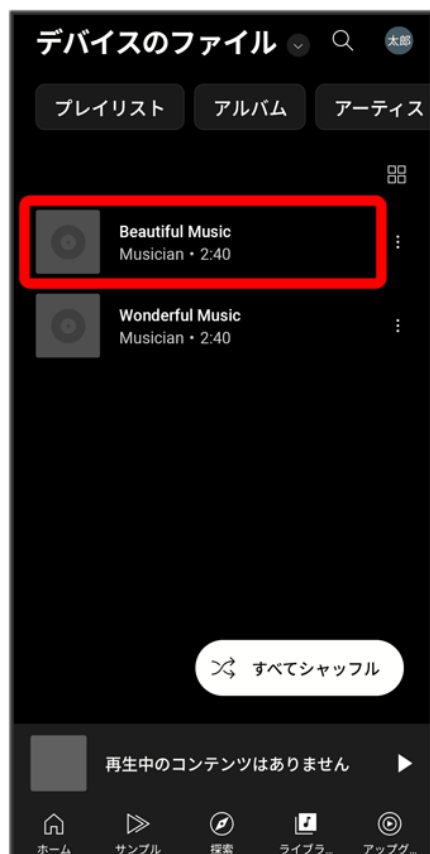 デバイスのファイル
太郎
プレイリスト
アルバム
アーティス
Beautiful Music
Musician • 2:40
Wonderful Music
Musician • 2:40
すべてシャッフル
再生中のコンテンツはありません
ホーム
サンプル
探索
ライブラ...
アップグ...